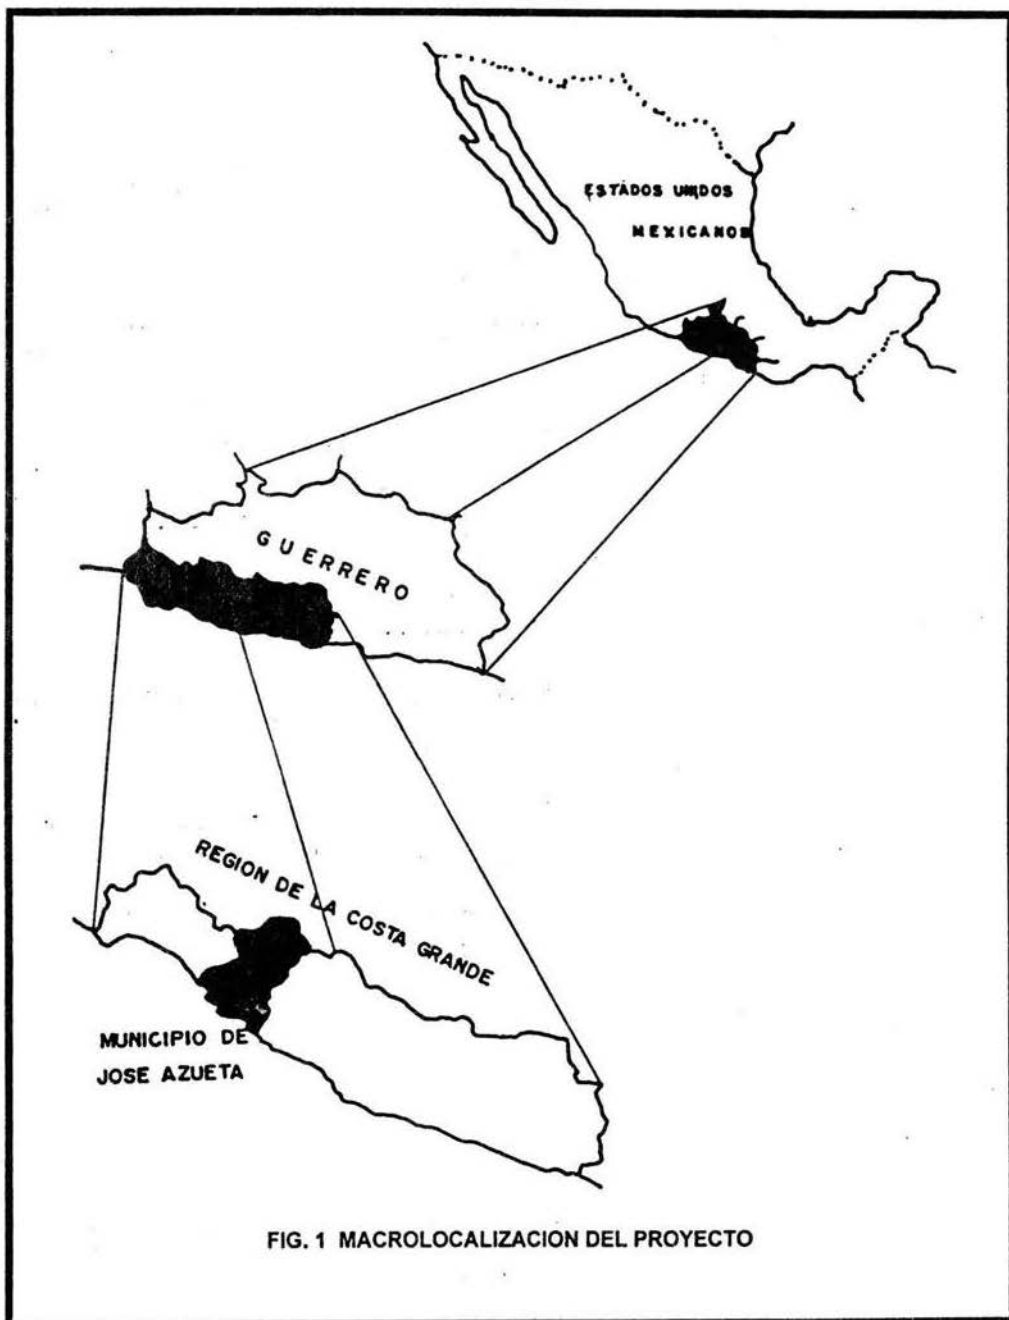 ESTADOS UNIDOS
MEXICANOS
GUERRERO
REGION DE LA COSTA GRANDE
MUNICIPIO DE
JOSE AZUETA
FIG. 1 MACROLOCALIZACION DEL PROYECTO